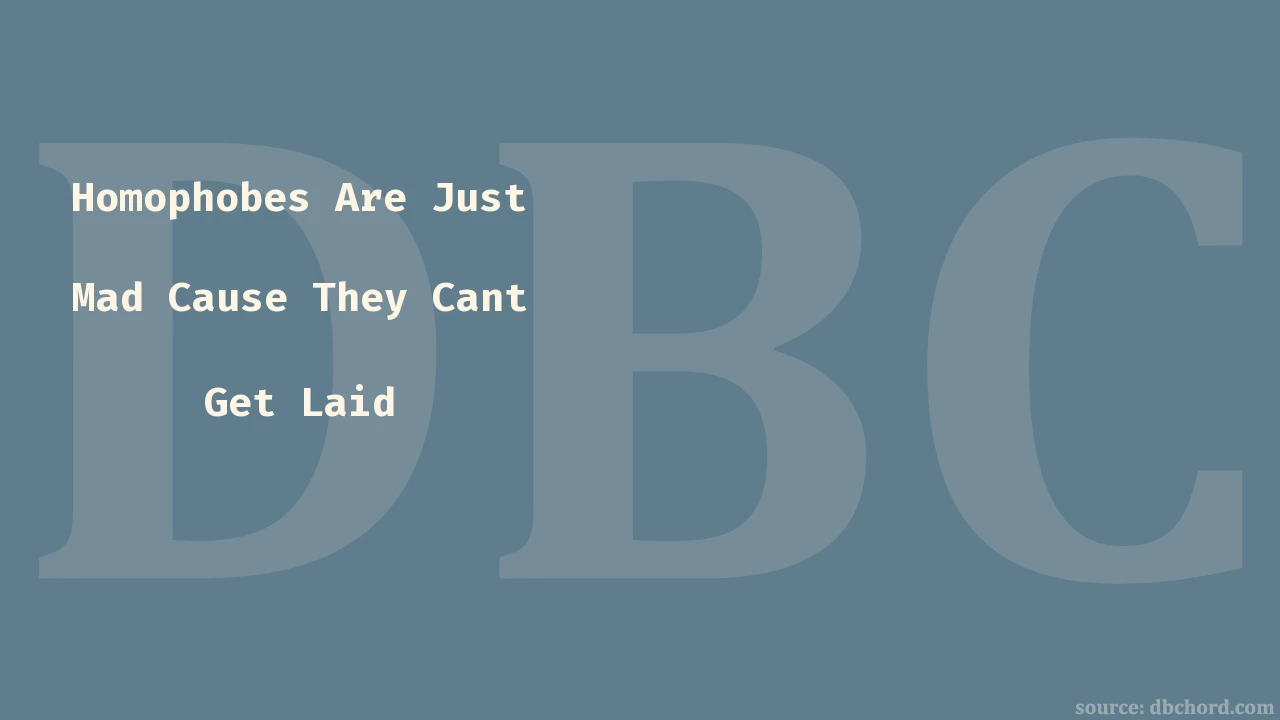 DBC
Homophobes Are Just
Mad Cause They Cant
Get Laid
source: dbchord.com